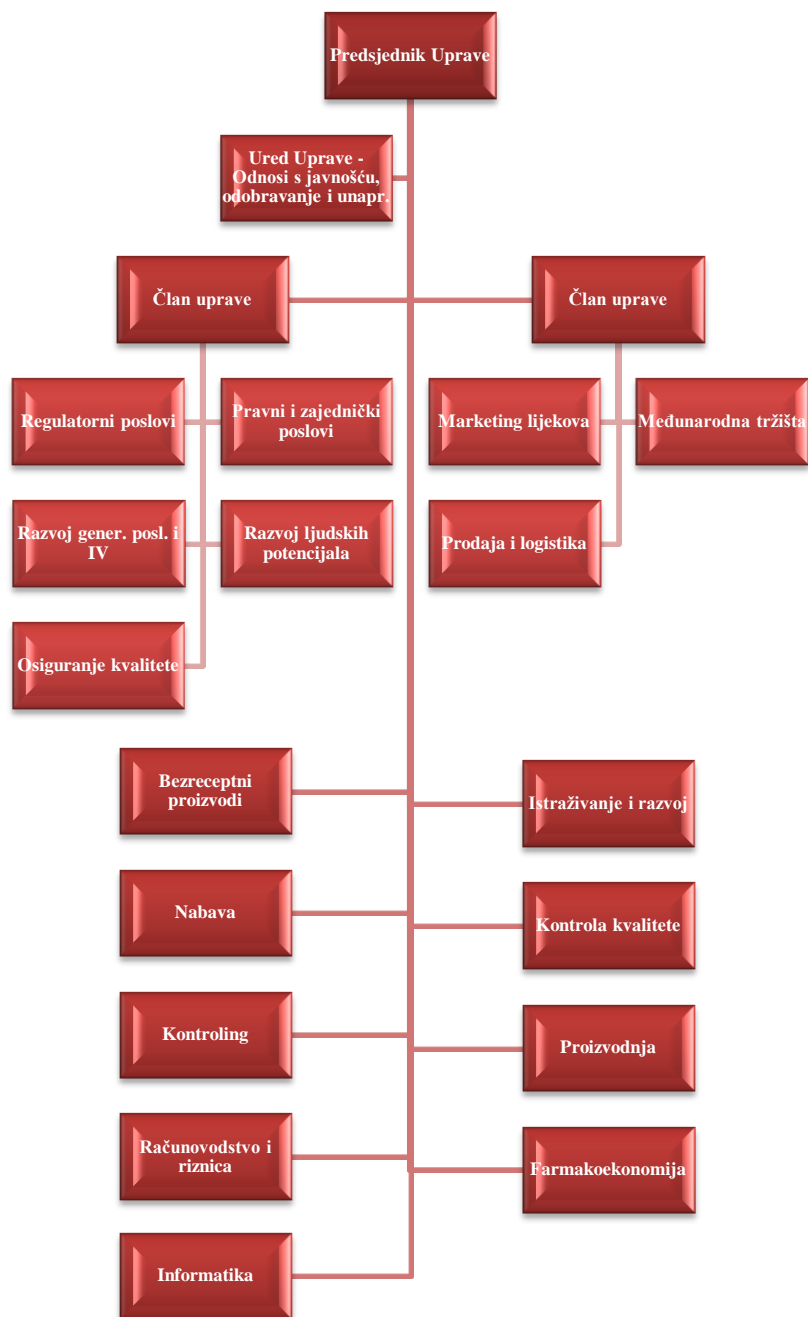 Predsjednik Uprave
Ured Uprave -
Odnosi s javnošću,
odobravanje i unapr.
Član uprave
Član uprave
Regulatorni poslovi
Pravni i zajednički
poslovi
Marketing lijekova
Međunarodna tržišta
Razvoj gener. posl. i
IV
Razvoj ljudskih
potencijala
Prodaja i logistika
Osiguranje kvalitete
Bezreceptni
proizvodi
Istraživanje i razvoj
Nabava
Kontrola kvalitete
Kontroling
Proizvodnja
Računovodstvo i
riznica
Farmakoekonomija
Informatika